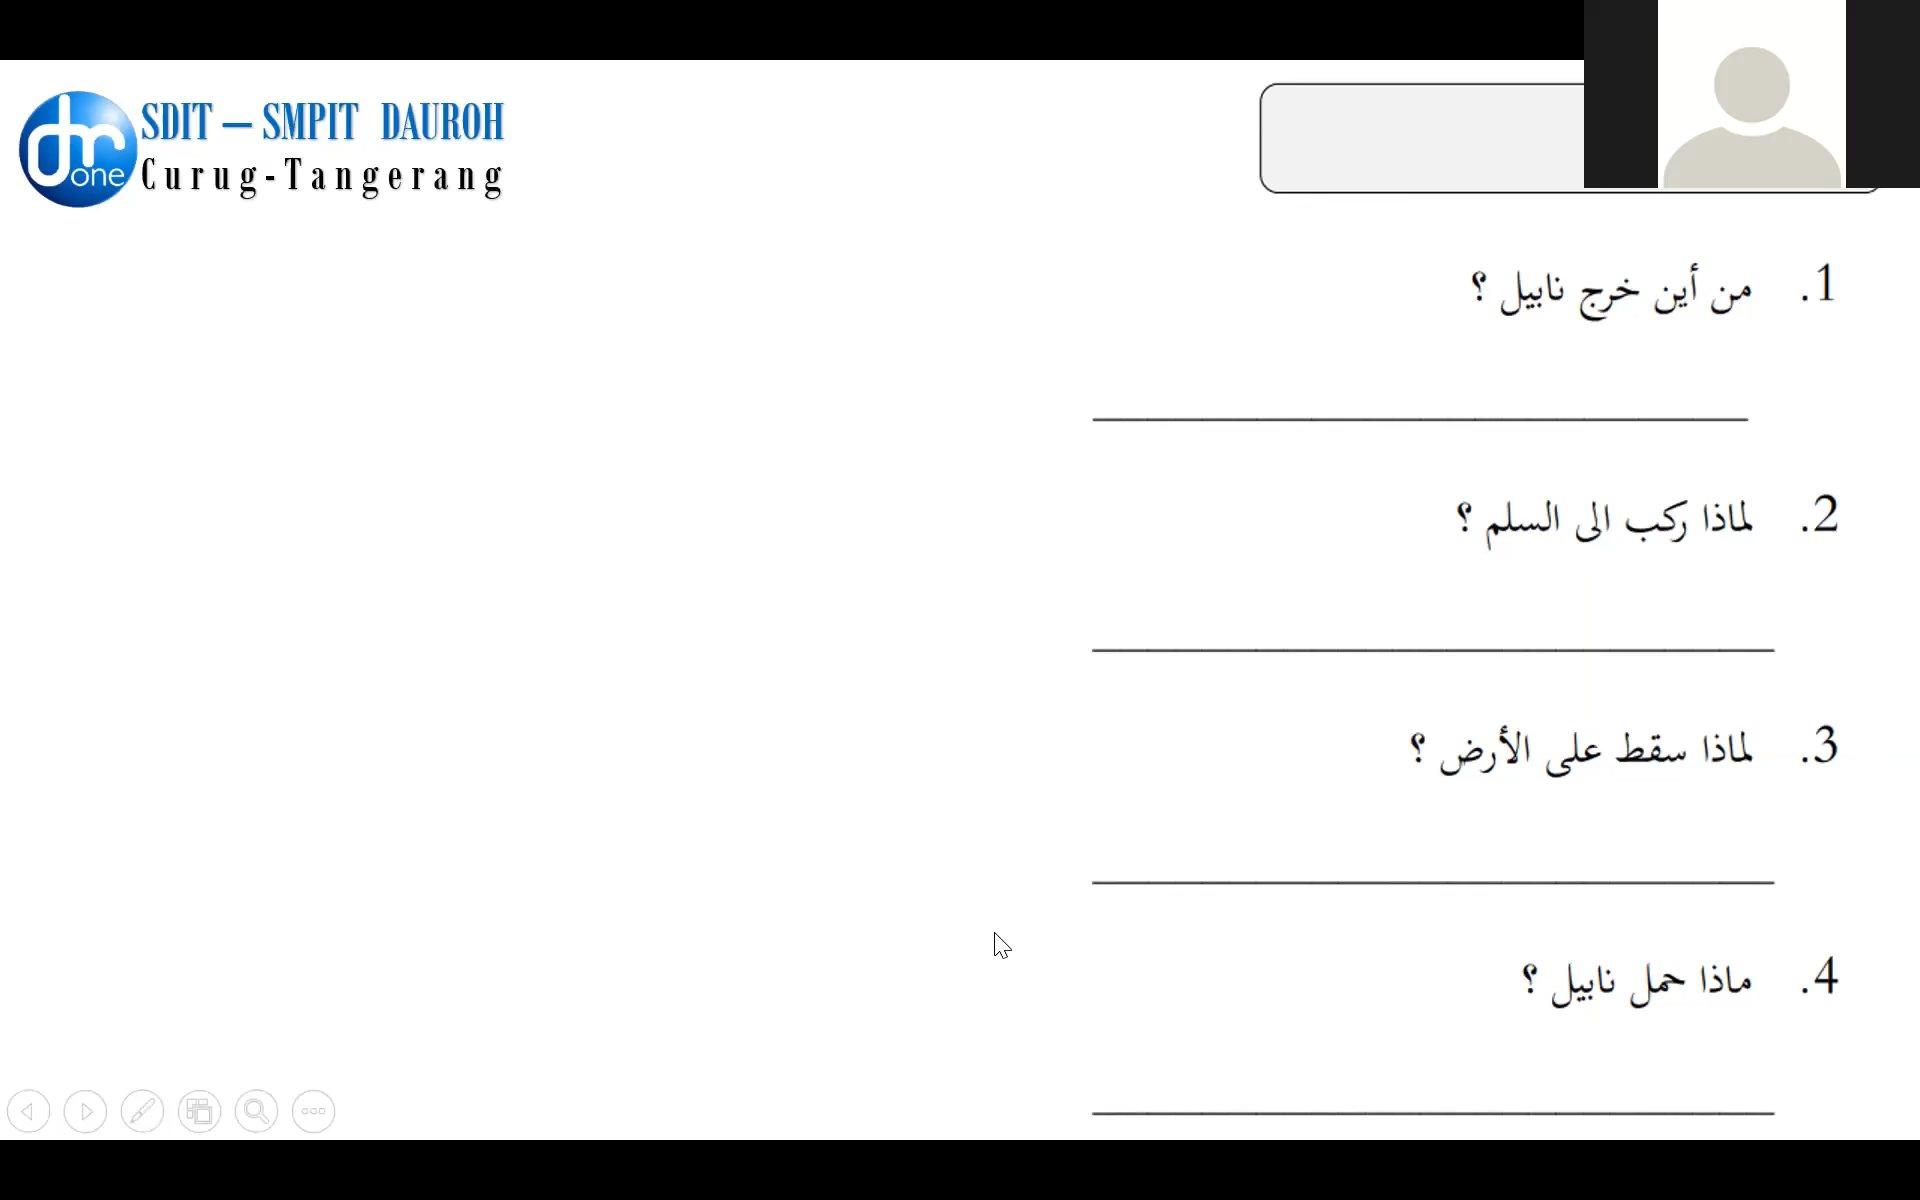 dr
one
SDIT – SMPIT DAUROH
Curug-Tangerang
1. من أين خرج نابيل ؟
2. لماذا ركب الى السلم ؟
3. لماذا سقط على الأرض ؟
4. ماذا حمل نابيل ؟